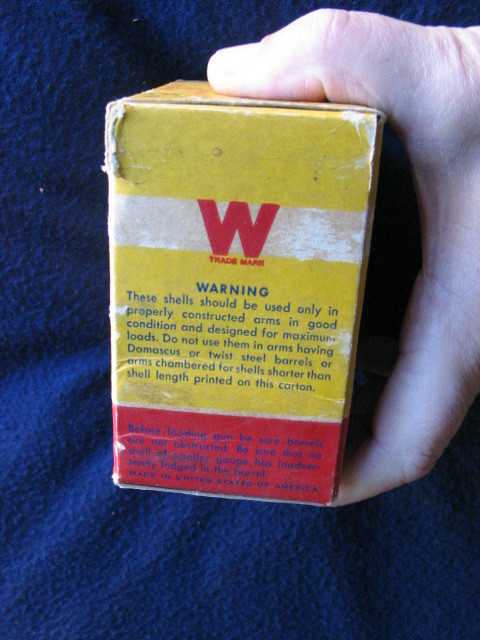 W
TRADE MARK
WARNING
These shells should be used only in
properly constructed arms in good
condition and designed for maximum
loads. Do not use them in arms having
Damascus or twist steel barrels or
arms chambered for shells shorter than
shell length printed on this carton.
Before loading gun be sure barrels
are not obstructed. Be sure that no
shell of smaller gauge has inadver-
tently lodged in the barrel.
MADE IN UNITED STATES OF AMERICA